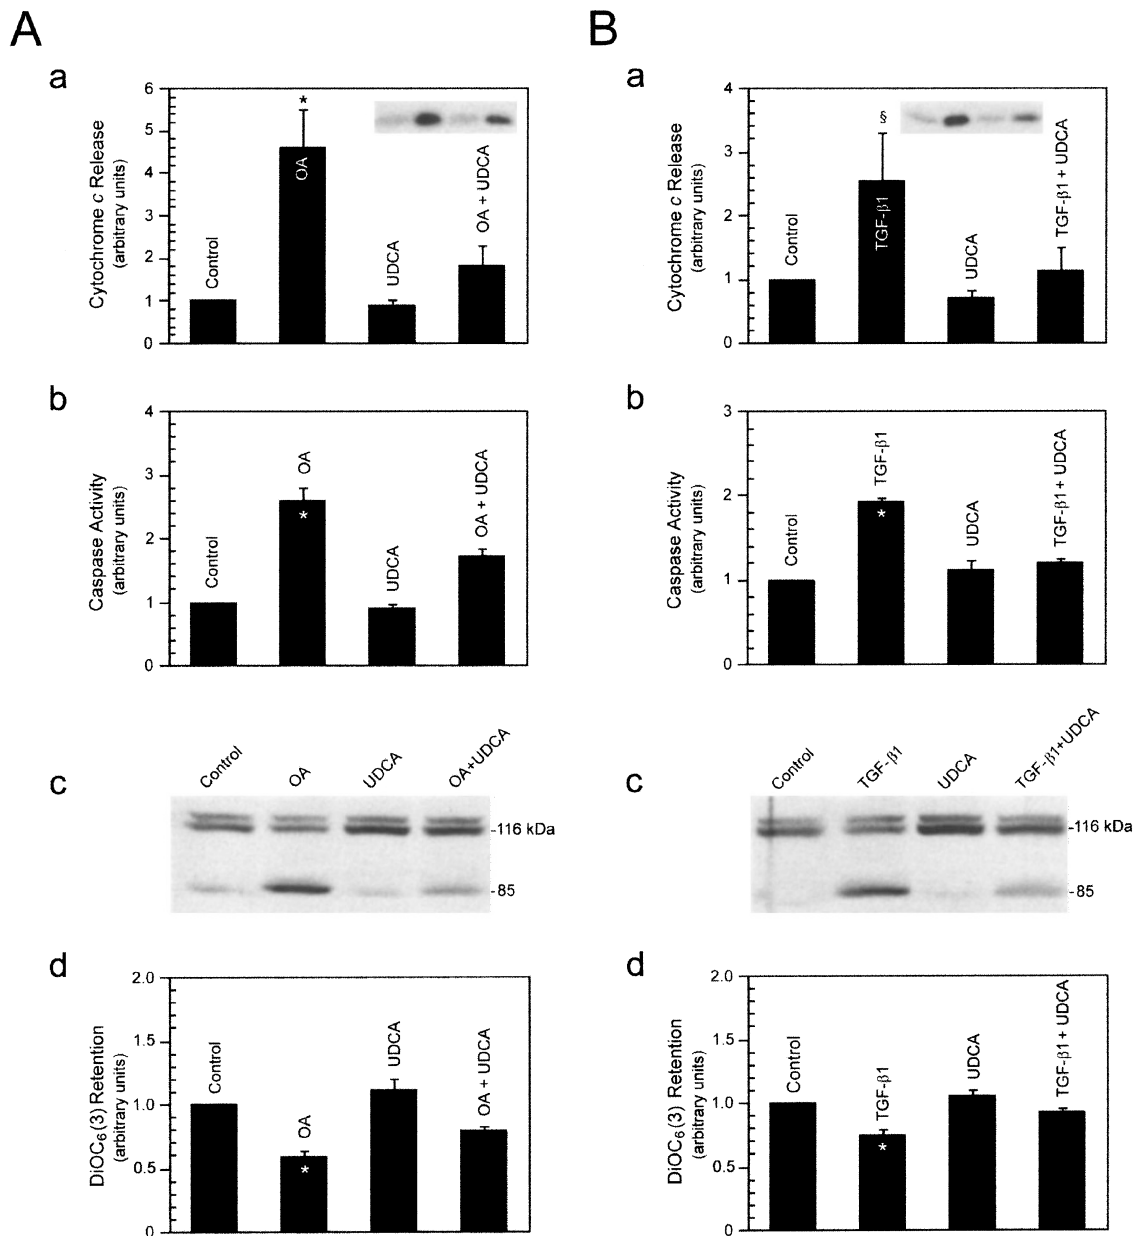 A
a
Cytochrome c Release
(arbitrary units)
6
5
4
3
2
1
0
Control
*
OA
UDCA
OA + UDCA
B
a
Cytochrome c Release
(arbitrary units)
4
3
2
1
0
Control
§
TGF-β1
UDCA
TGF-β1 + UDCA
b
Caspase Activity
(arbitrary units)
4
3
2
1
0
Control
OA
*
UDCA
OA + UDCA
b
Caspase Activity
(arbitrary units)
3
2
1
0
Control
TGF-β1
*
UDCA
TGF-β1 + UDCA
c
Control
OA
UDCA
OA+UDCA
-116 kDa
-85
c
Control
TGF-β1
UDCA
TGF-β1+UDCA
-116 kDa
-85
d
DiOC₆(3) Retention
(arbitrary units)
2.0
1.5
1.0
0.5
0
Control
OA
*
UDCA
OA + UDCA
d
DiOC₆(3) Retention
(arbitrary units)
2.0
1.5
1.0
0.5
0
Control
TGF-β1
*
UDCA
TGF-β1 + UDCA